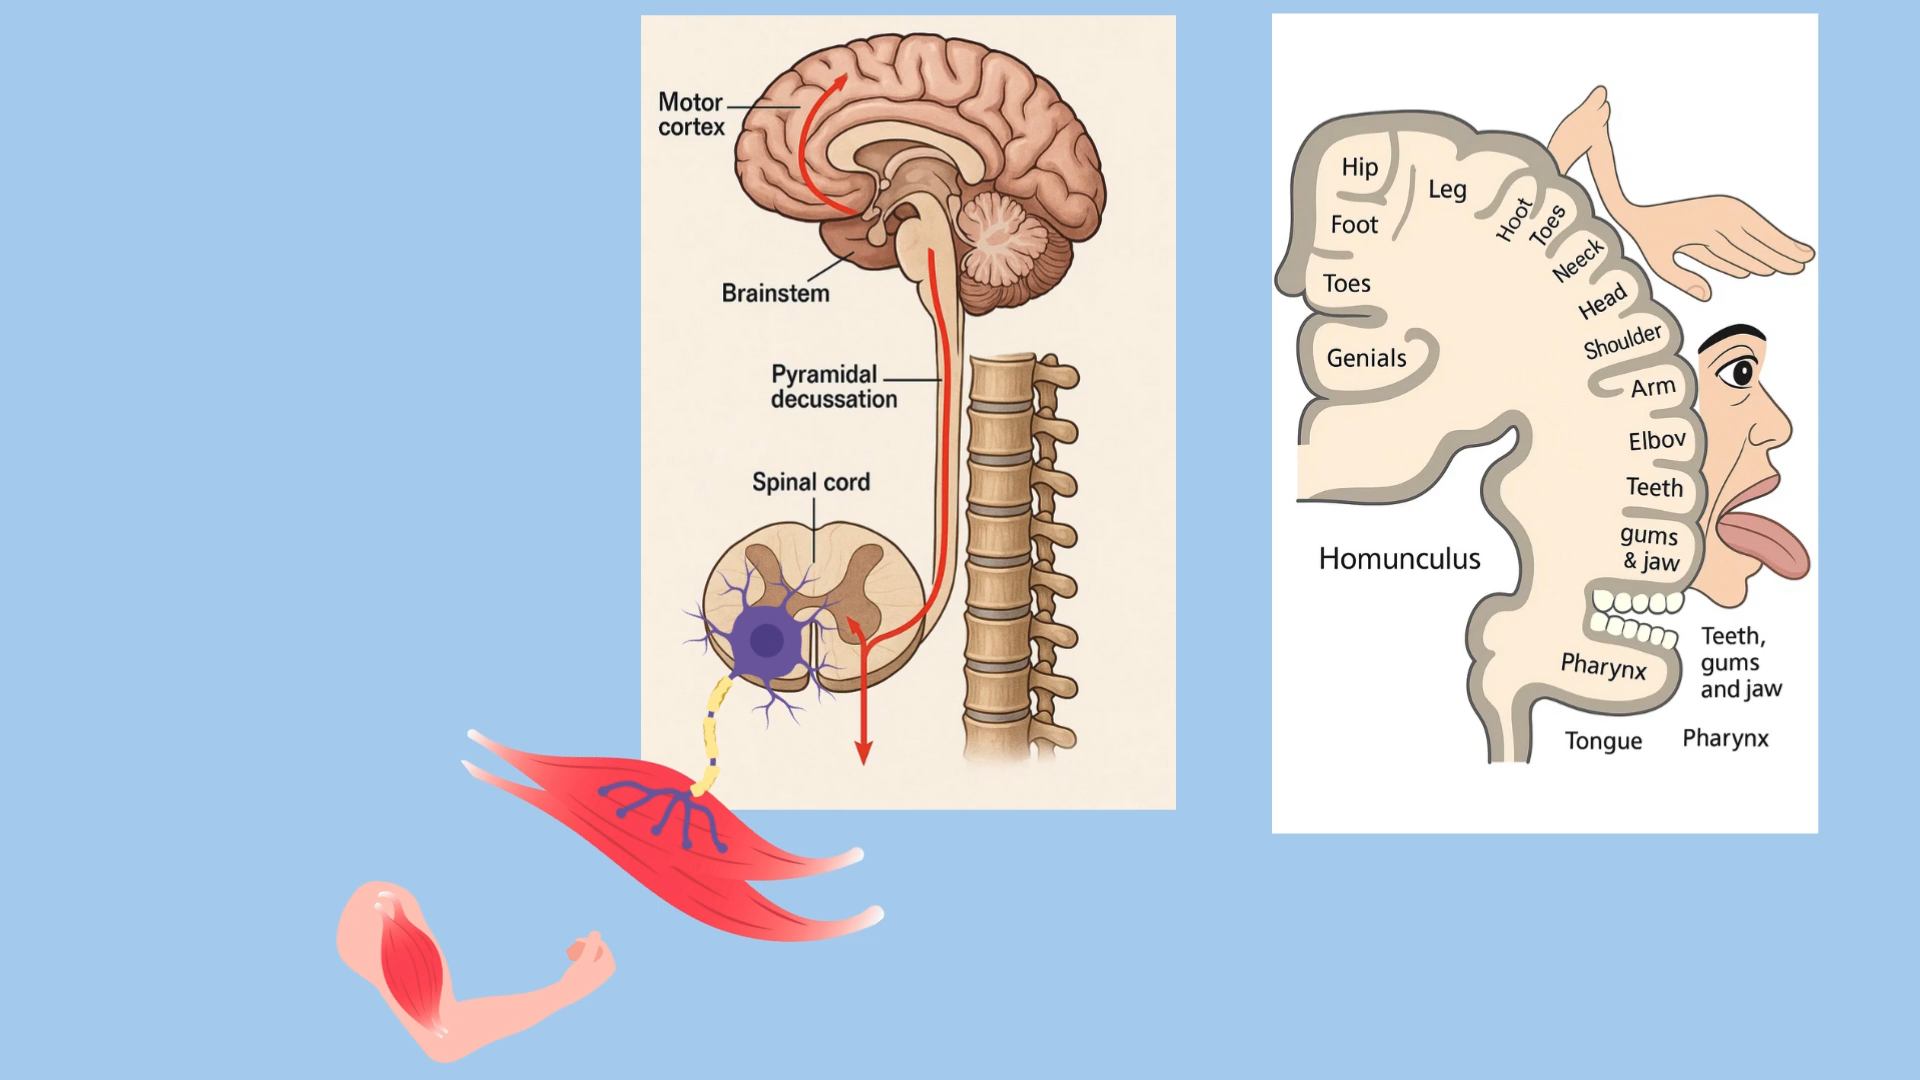 Motor
cortex
Brainstem
Pyramidal
decussation
Spinal cord
Hip
Leg
Foot
Hoot
Toes
Toes
Neeck
Head
Shoulder
Genials
Arm
Elbov
Teeth
gums
& jaw
Homunculus
Pharynx
Teeth,
gums
and jaw
Tongue
Pharynx